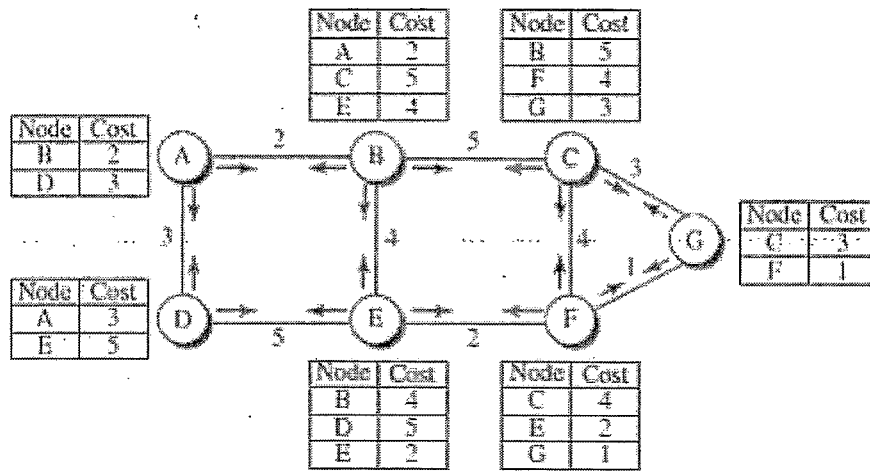 Node Cost
A 2
C 5
E 4
Node Cost
B 5
F 4
G 3
Node Cost
B 2
D 3
A 2 B 5 C
3
3 4 4
G
Node Cost
C 3
F 1
1
Node Cost
A 3
E 5
D 5 E 2 F
Node Cost
B 4
D 5
E 2
Node Cost
C 4
E 2
G 1